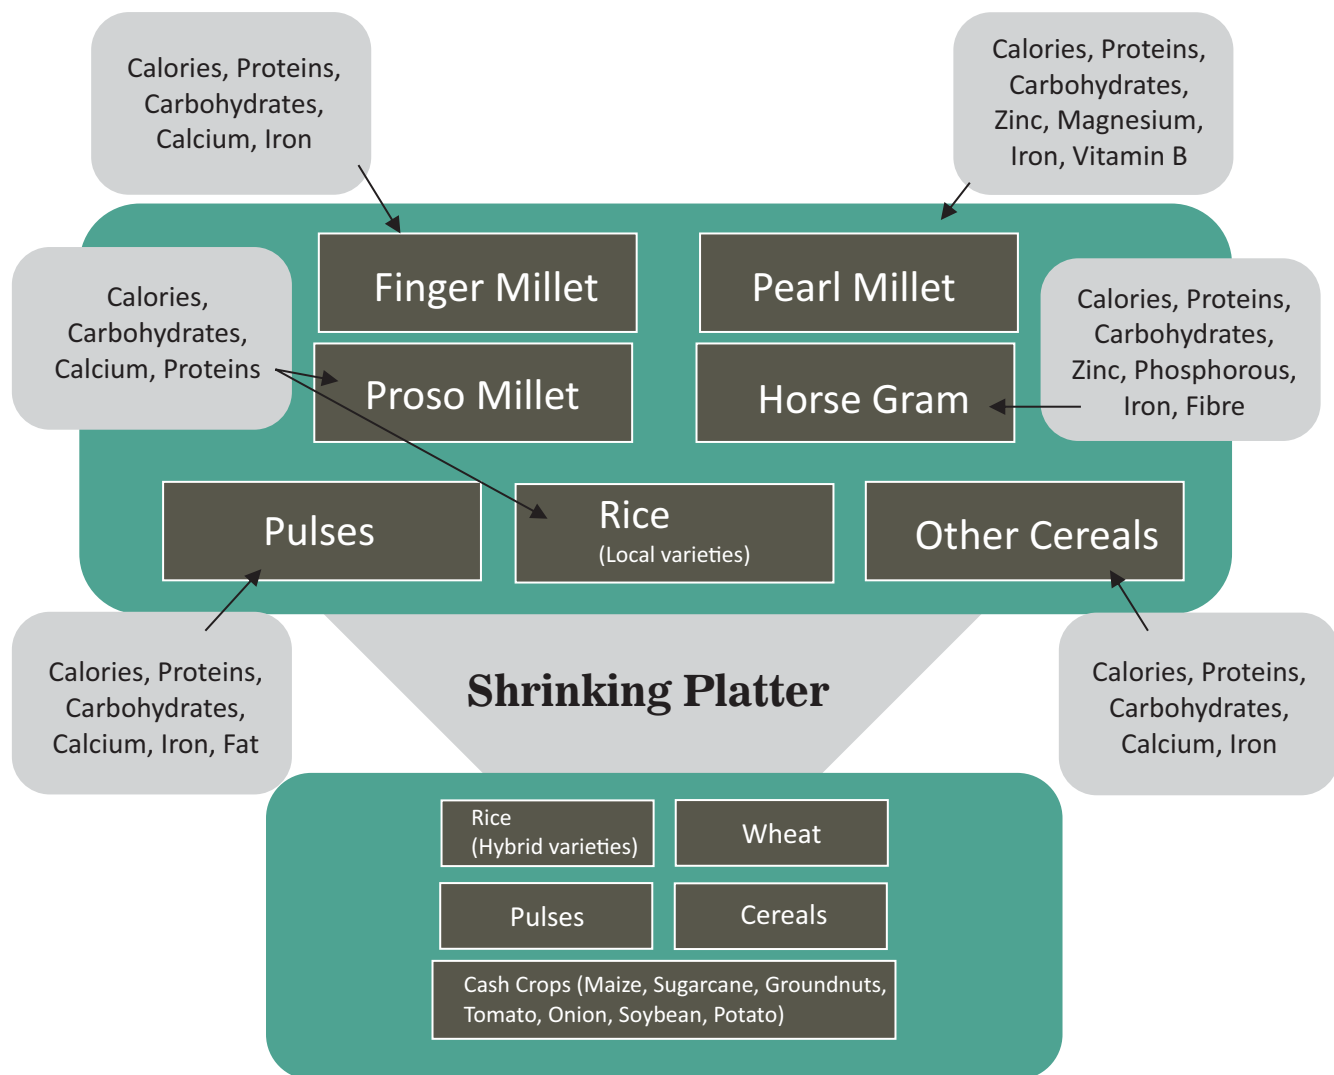 Calories, Proteins,
Carbohydrates,
Calcium, Iron
Calories, Proteins,
Carbohydrates,
Zinc, Magnesium,
Iron, Vitamin B
Finger Millet
Pearl Millet
Calories,
Carbohydrates,
Calcium, Proteins
Calories, Proteins,
Carbohydrates,
Zinc, Phosphorous,
Iron, Fibre
Proso Millet
Horse Gram
Pulses
Rice
(Local varieties)
Other Cereals
Calories, Proteins,
Carbohydrates,
Calcium, Iron, Fat
Shrinking Platter
Calories, Proteins,
Carbohydrates,
Calcium, Iron
Rice
(Hybrid varieties)
Wheat
Pulses
Cereals
Cash Crops (Maize, Sugarcane, Groundnuts,
Tomato, Onion, Soybean, Potato)